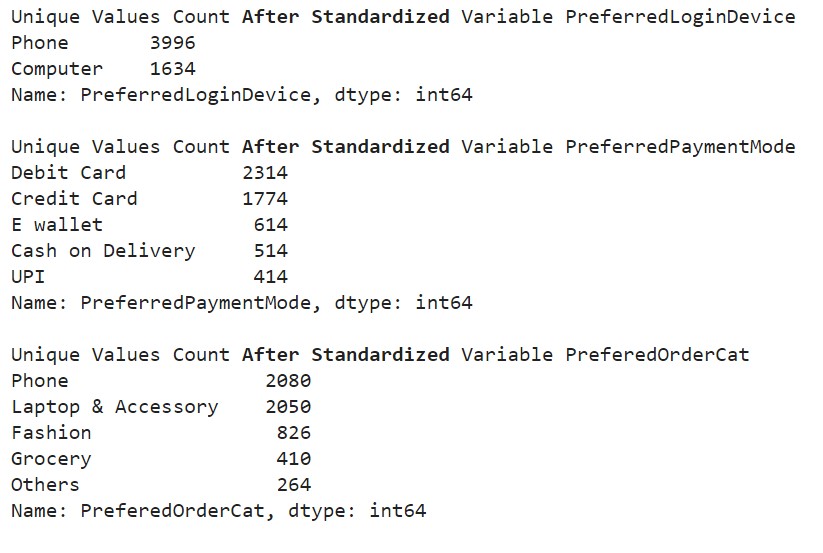 Unique Values Count After Standardized Variable PreferredLoginDevice
Phone 3996
Computer 1634
Name: PreferredLoginDevice, dtype: int64
Unique Values Count After Standardized Variable PreferredPaymentMode
Debit Card 2314
Credit Card 1774
E wallet 614
Cash on Delivery 514
UPI 414
Name: PreferredPaymentMode, dtype: int64
Unique Values Count After Standardized Variable PreferedOrderCat
Phone 2080
Laptop & Accessory 2050
Fashion 826
Grocery 410
Others 264
Name: PreferedOrderCat, dtype: int64